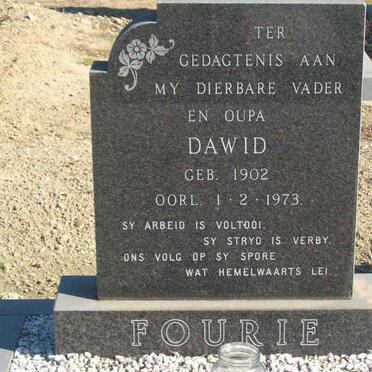 TER
GEDAGTENIS AAN
MY DIERBARE VADER
EN OUPA
DAWID
GEB. 1902
OORL. 1·2·1973.
SY ARBEID IS VOLTOOI.
SY STRYD IS VERBY.
ONS VOLG OP SY SPORE
WAT HEMELWAARTS LEI.
FOURIE